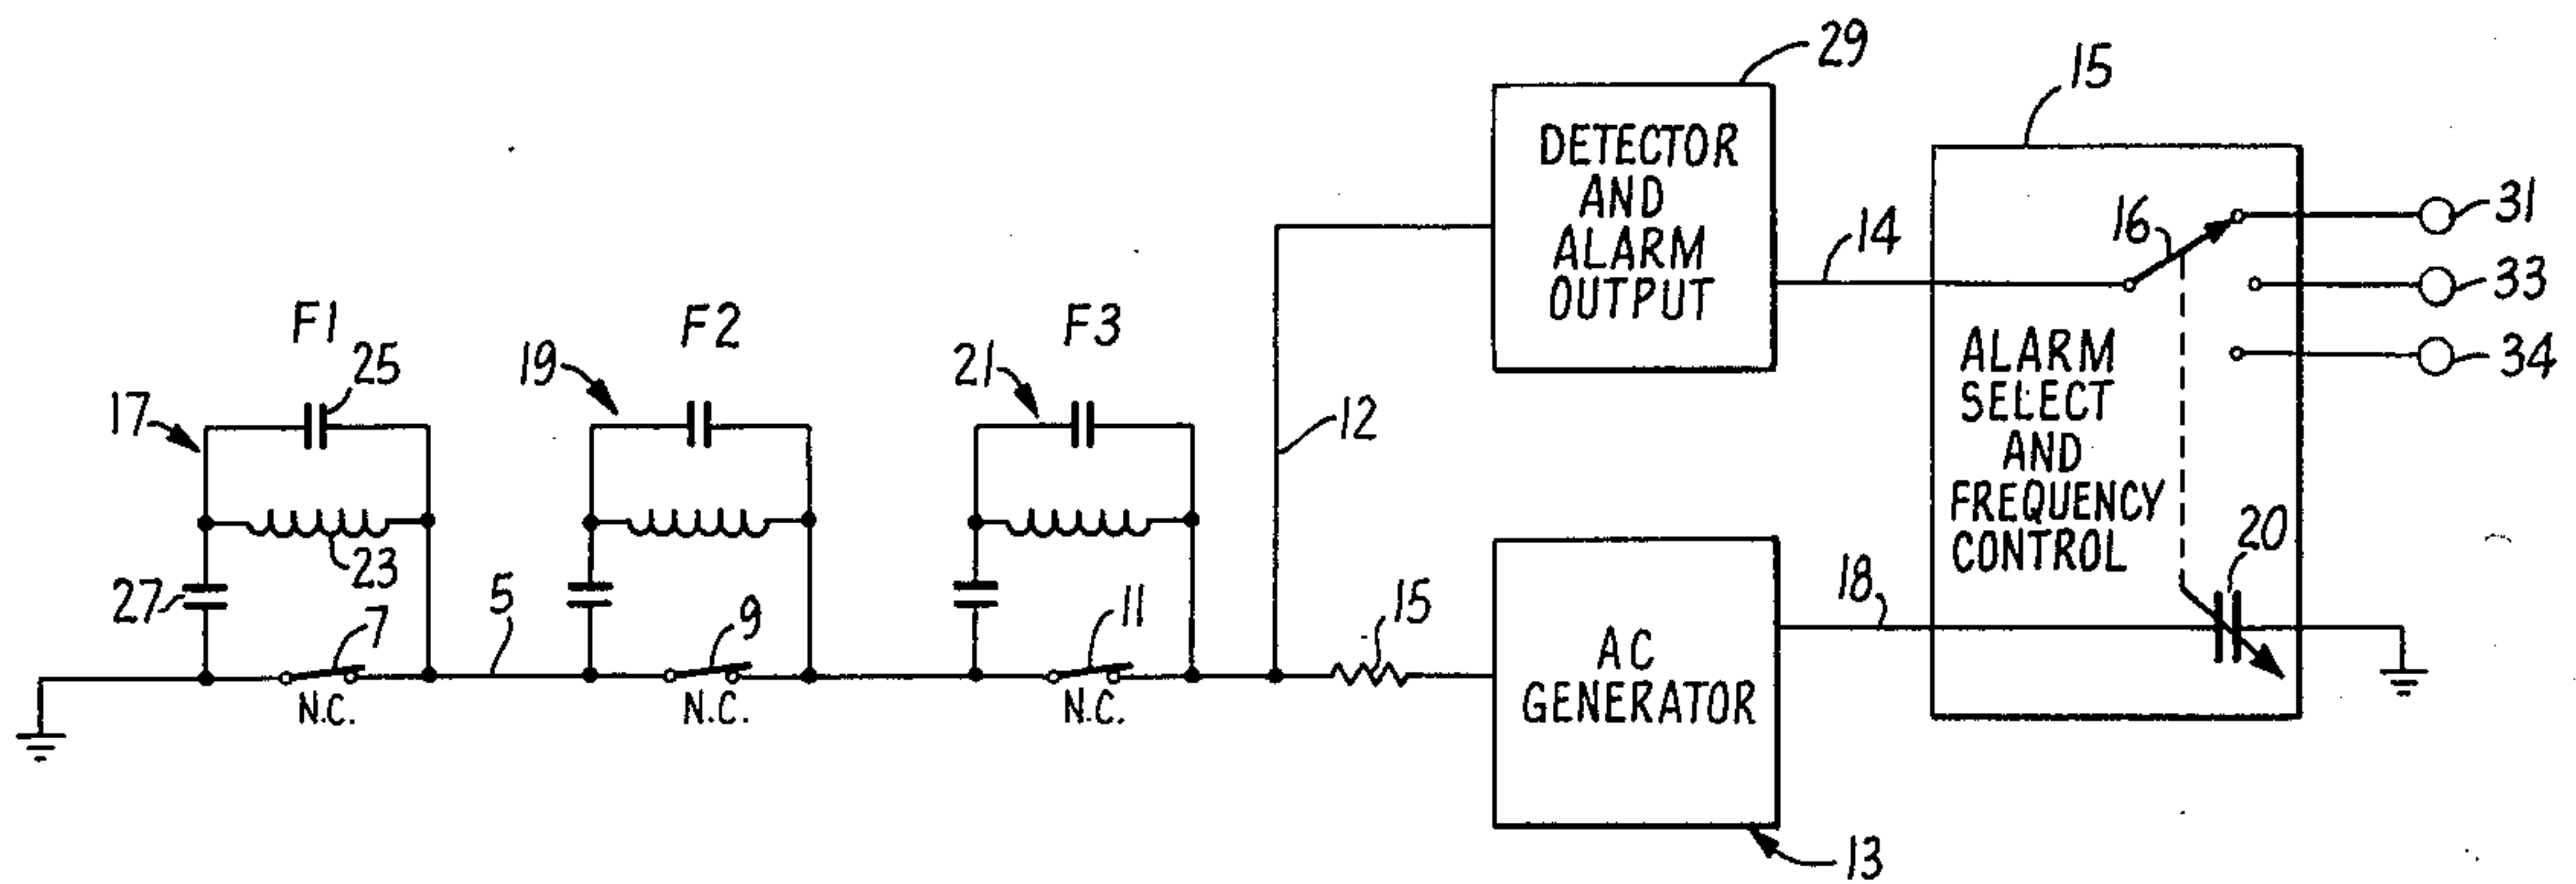 29
15
DETECTOR
AND
ALARM
OUTPUT
14
16
31
33
34
F1
F2
F3
25
19
21
17
12
ALARM
SELECT
AND
FREQUENCY
CONTROL
20
23
27
7
5
9
11
15
18
AC
GENERATOR
N.C.
N.C.
N.C.
13